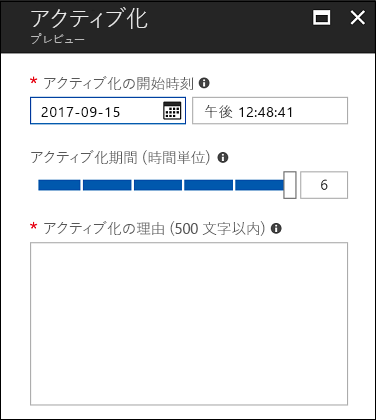 アクティブ化
プレビュー
* アクティブ化の開始時刻
2017-09-15 午後 12:48:41
アクティブ化期間 (時間単位)
6
* アクティブ化の理由 (500 文字以内)